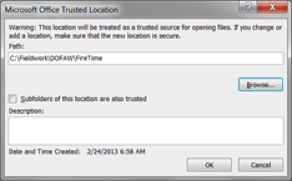 Microsoft Office Trusted Location
Warning: This location will be treated as a trusted source for opening files. If you change or
add a location, make sure that the new location is secure.
Path:
C:\Fieldwork\DOFAW\FireTime
Browse...
Subfolders of this location are also trusted
Description:
Date and Time Created: 2/24/2013 6:58 AM
OK
Cancel